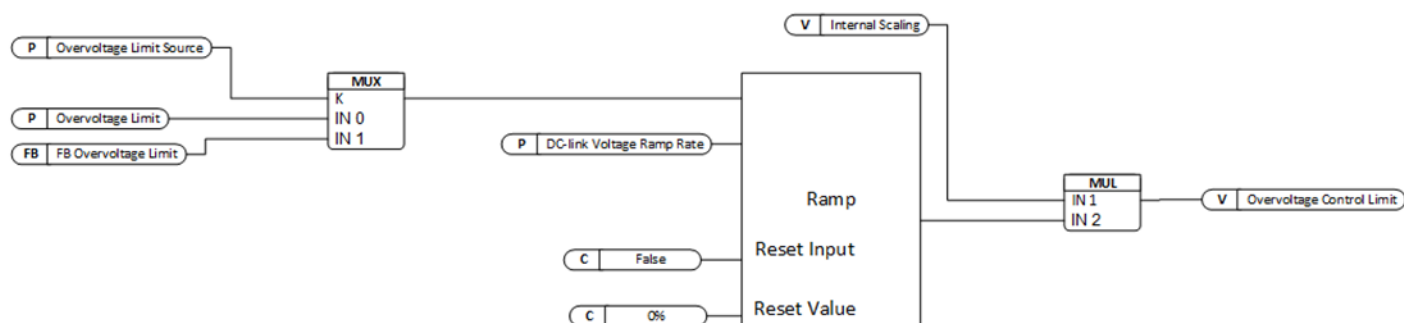 V Internal Scaling
P Overvoltage Limit Source
MUX
K
IN 0
IN 1
P Overvoltage Limit
FB FB Overvoltage Limit
P DC-link Voltage Ramp Rate
Ramp
Reset Input
Reset Value
C False
C 0%
MUL
IN 1
IN 2
V Overvoltage Control Limit